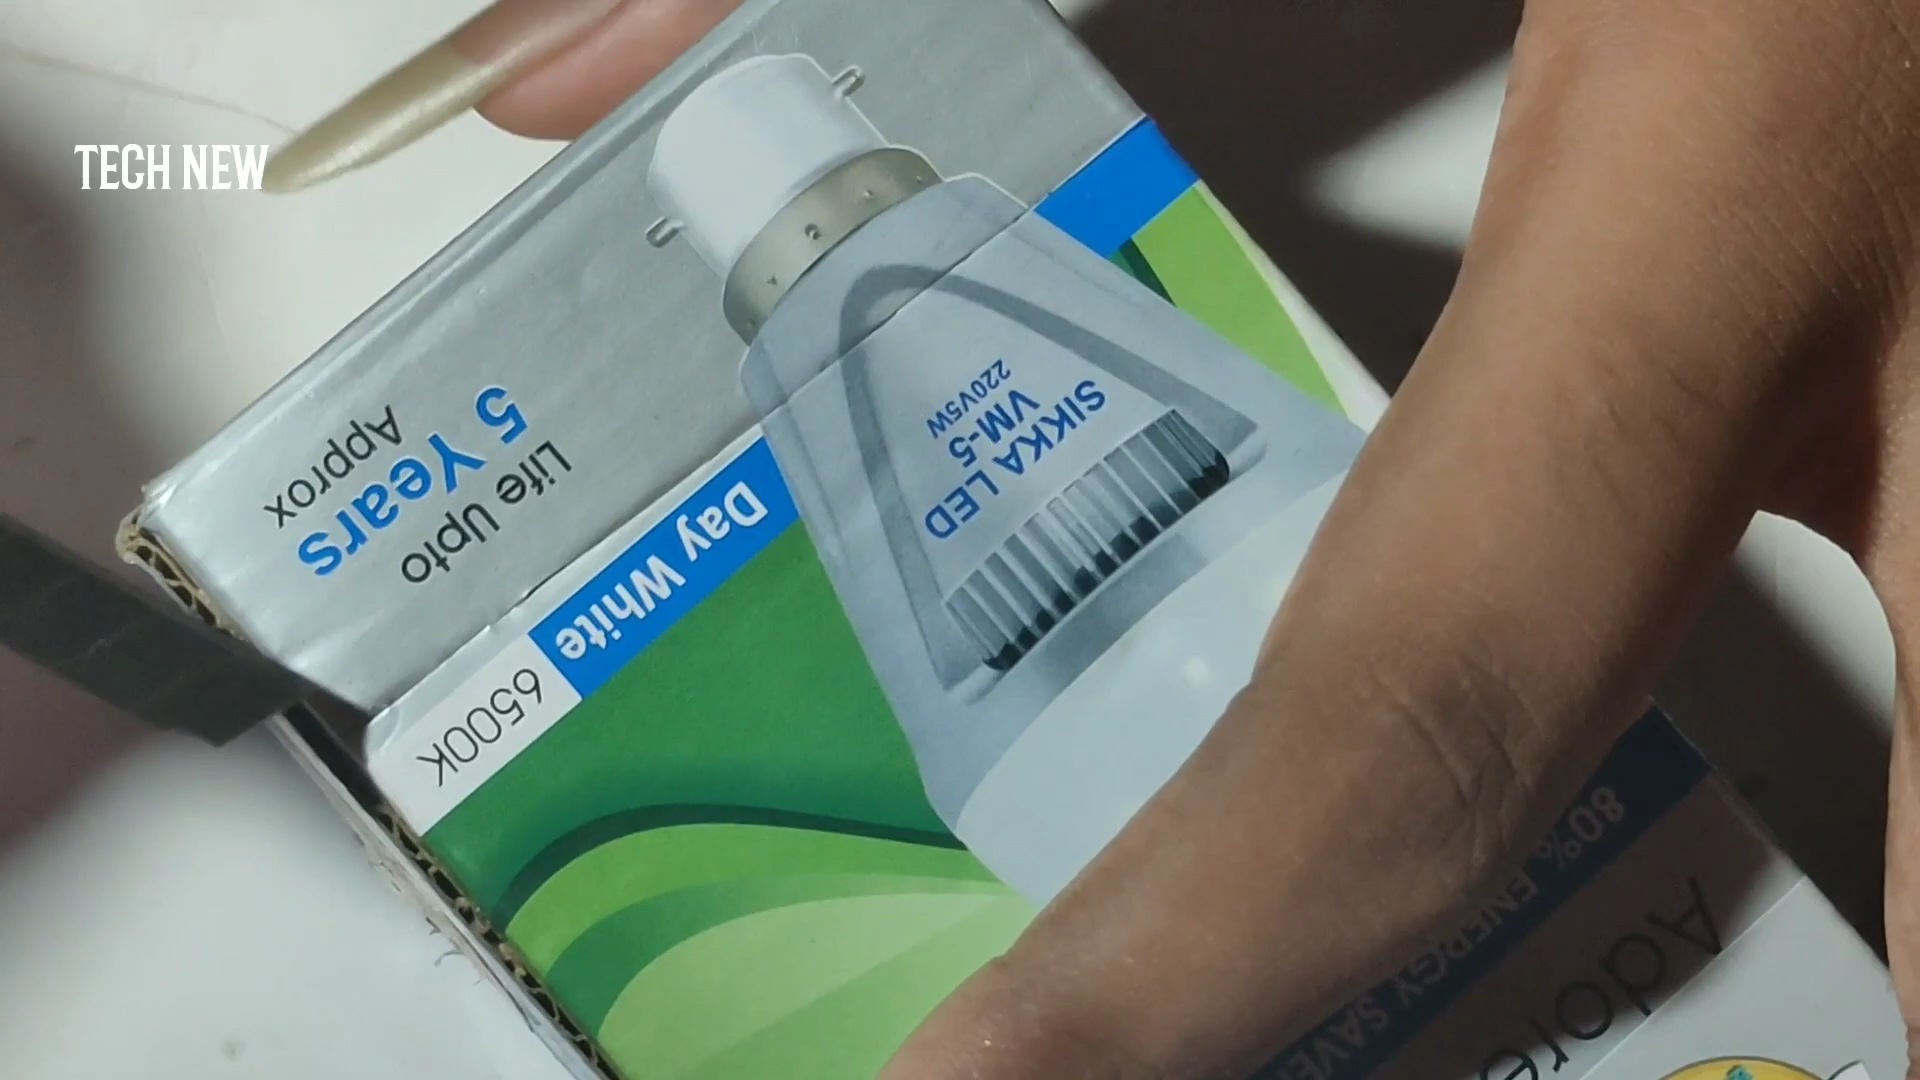 TECH NEW
Adore
80% ENERGY SAVER
SIKKA LED
VM-5
220V5W
6500K Day White
Life Upto
5 Years
Approx